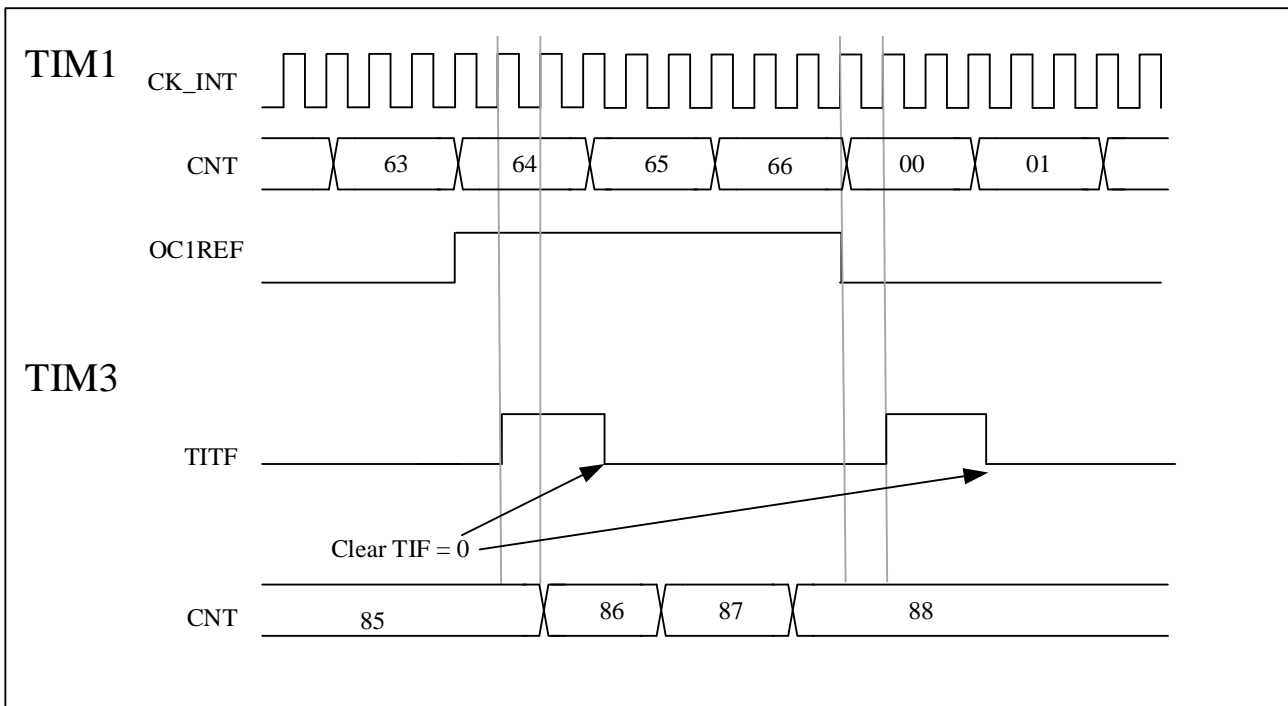 TIM1
CK_INT
CNT
63 64 65 66 00 01
OC1REF
TIM3
TITF
Clear TIF = 0
CNT
85 86 87 88